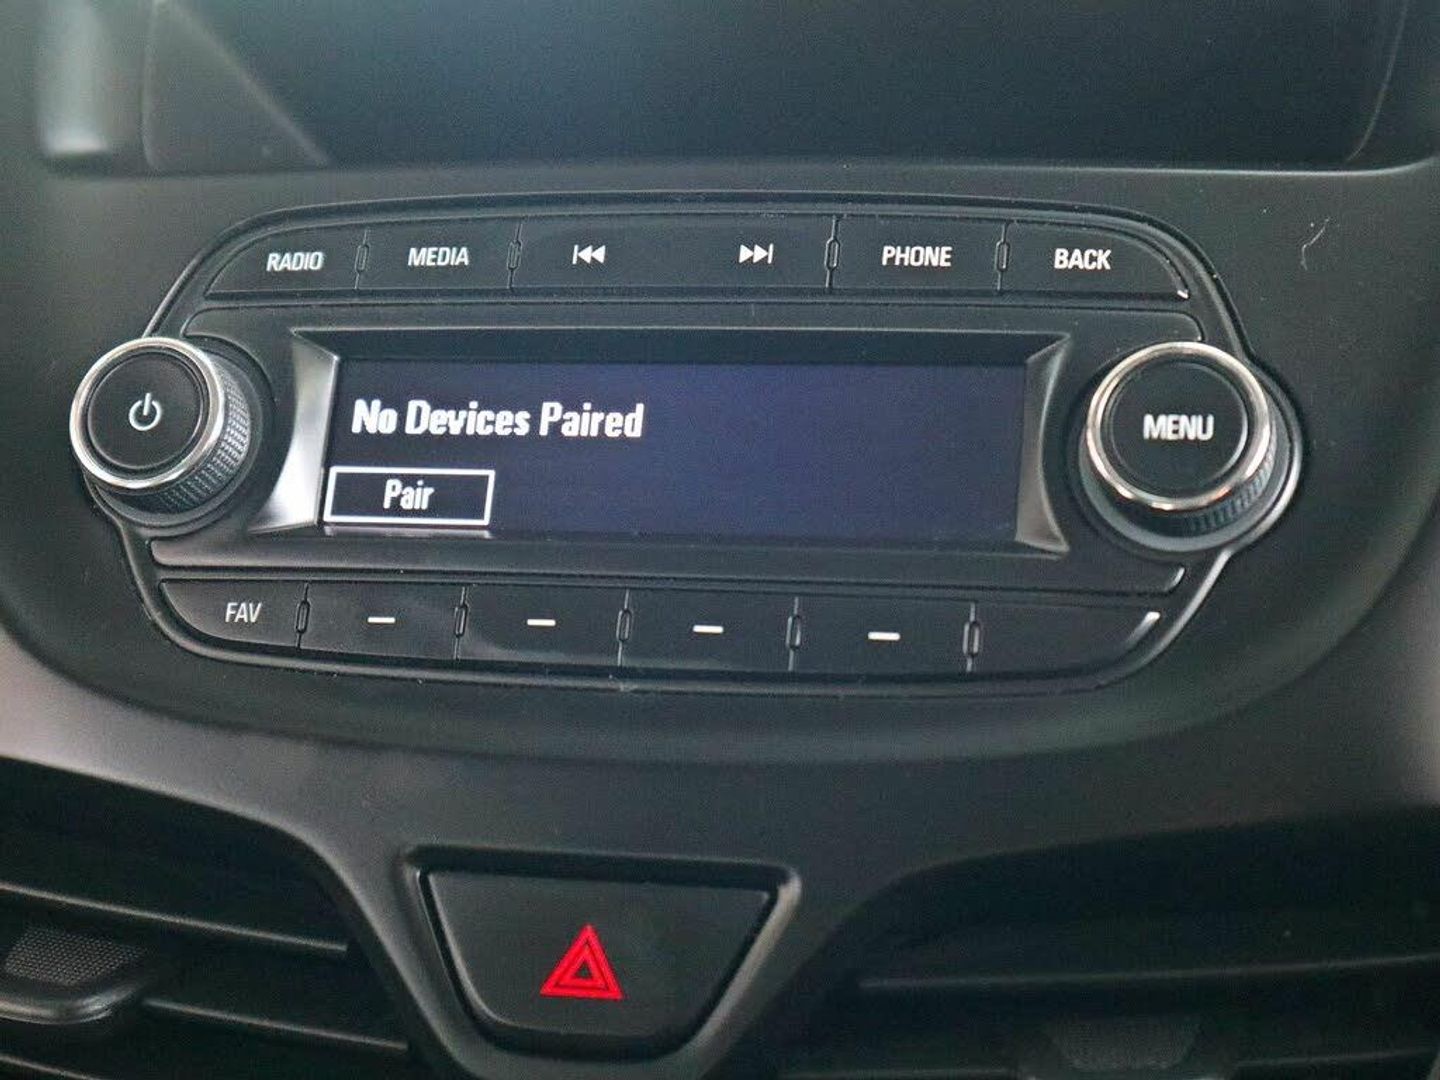 RADIO MEDIA PHONE BACK
No Devices Paired
MENU
Pair
FAV